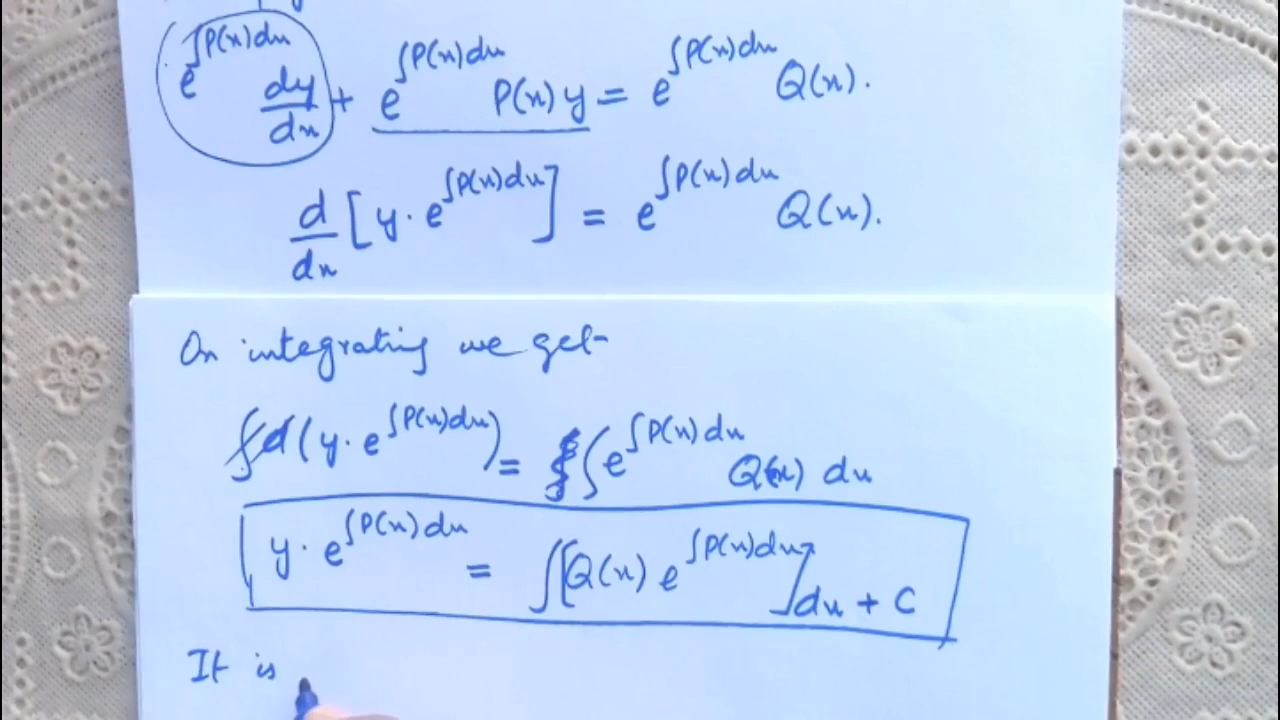 e^{∫P(x)dx} dy/dx + e^{∫P(x)dx} P(x) y = e^{∫P(x)dx} Q(x).
d/dx [y · e^{∫P(x)dx}] = e^{∫P(x)dx} Q(x).
On integrating we get-
∫d(y · e^{∫P(x)dx}) = ∫(e^{∫P(x)dx} Q(x) dx
y · e^{∫P(x)dx} = ∫[Q(x) e^{∫P(x)dx}]dx + C
It is